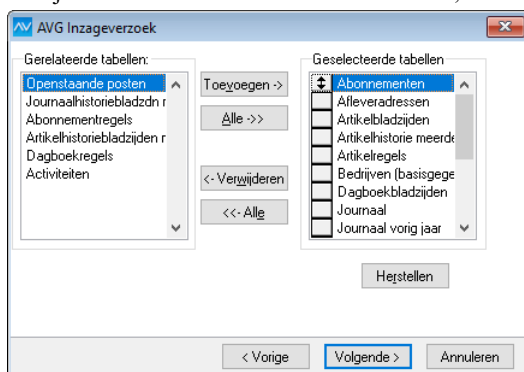 AVG Inzageverzoek
Gerelateerde tabellen:
Openstaande posten
Journaalhistoriebladzdn r
Abonnementregels
Artikelhistoriebladzijden r
Dagboekregels
Activiteiten
Toevoegen ->
Alle ->>
<- Verwijderen
<<- Alle
Geselecteerde tabellen
Abonnementen
Afleveradressen
Artikelbladzijden
Artikelhistorie meerde
Artikelregels
Bedrijven (basisgege
Dagboekbladzijden
Journaal
Journaal vorig jaar
Herstellen
< Vorige
Volgende >
Annuleren